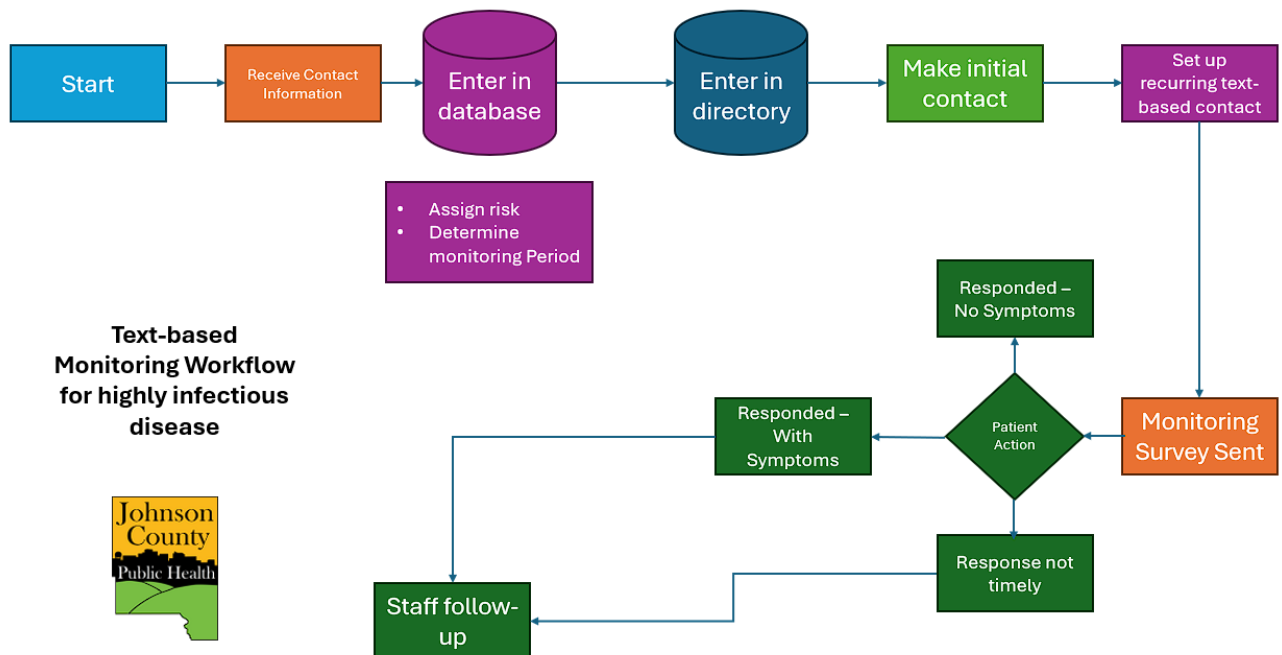 Start
Receive Contact
Information
Enter in
database
Enter in
directory
Make initial
contact
Set up
recurring text-
based contact
• Assign risk
• Determine
monitoring Period
Responded –
No Symptoms
Text-based
Monitoring Workflow
for highly infectious
disease
Responded –
With
Symptoms
Patient
Action
Monitoring
Survey Sent
Johnson
County
Public Health
Response not
timely
Staff follow-
up